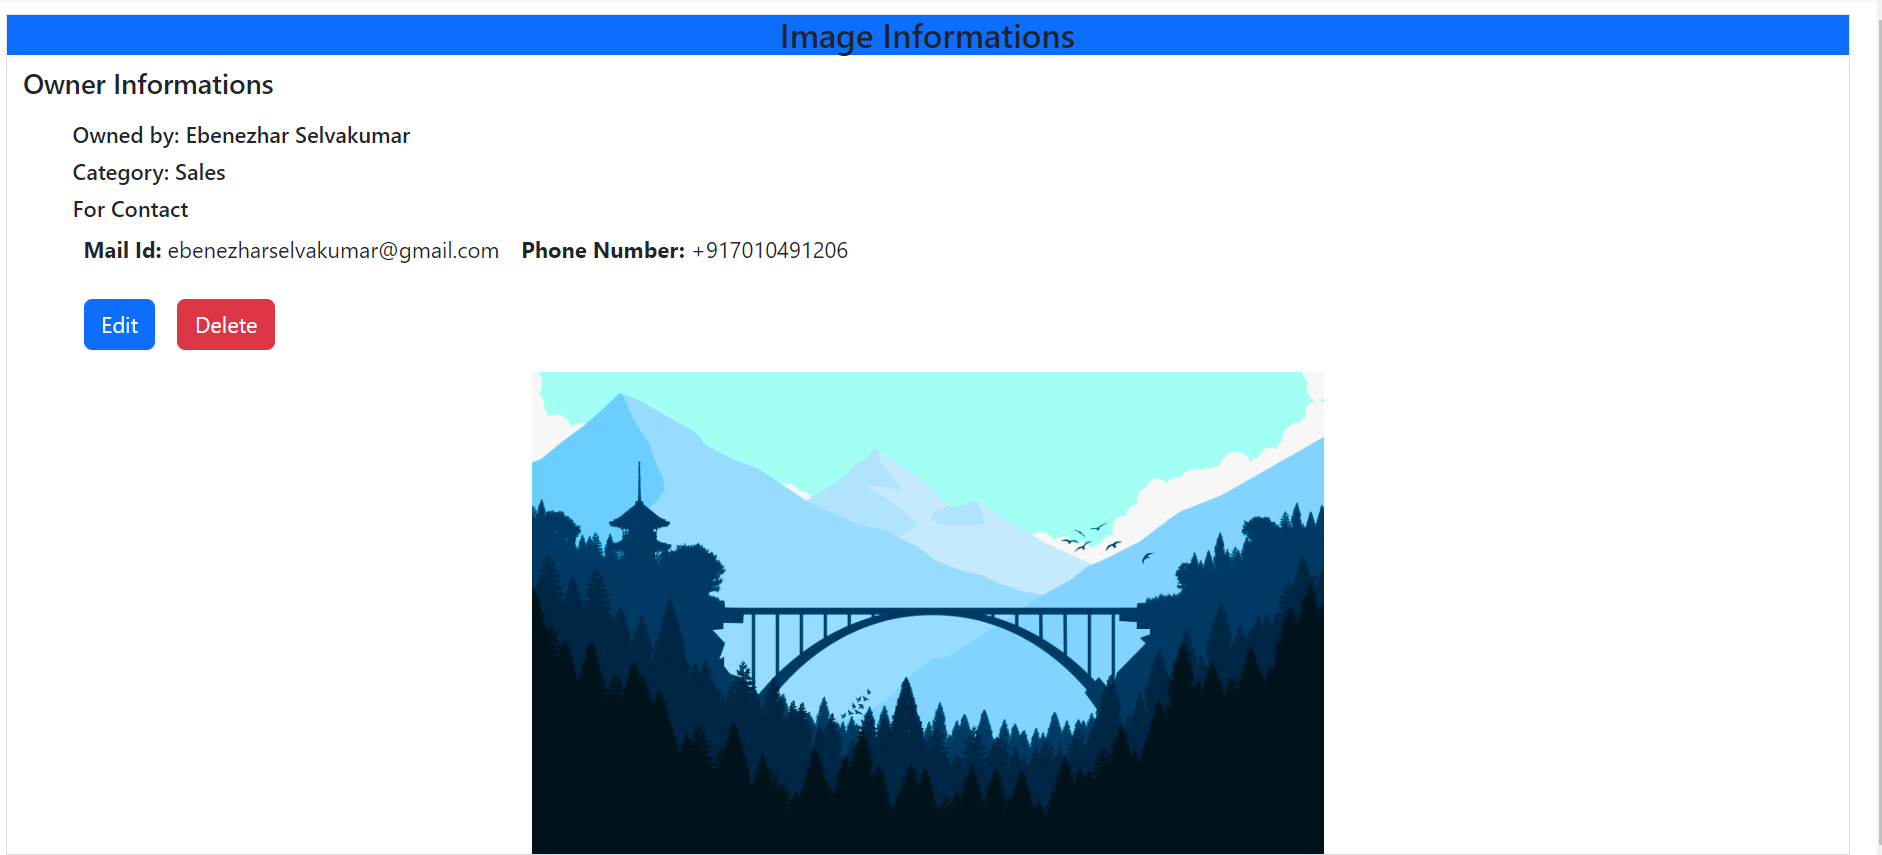 Image Informations
Owner Informations
Owned by: Ebenezhar Selvakumar
Category: Sales
For Contact
Mail Id: ebenezharselvakumar@gmail.com Phone Number: +917010491206
Edit Delete